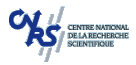 CNRS
CENTRE NATIONAL
DE LA RECHERCHE
SCIENTIFIQUE